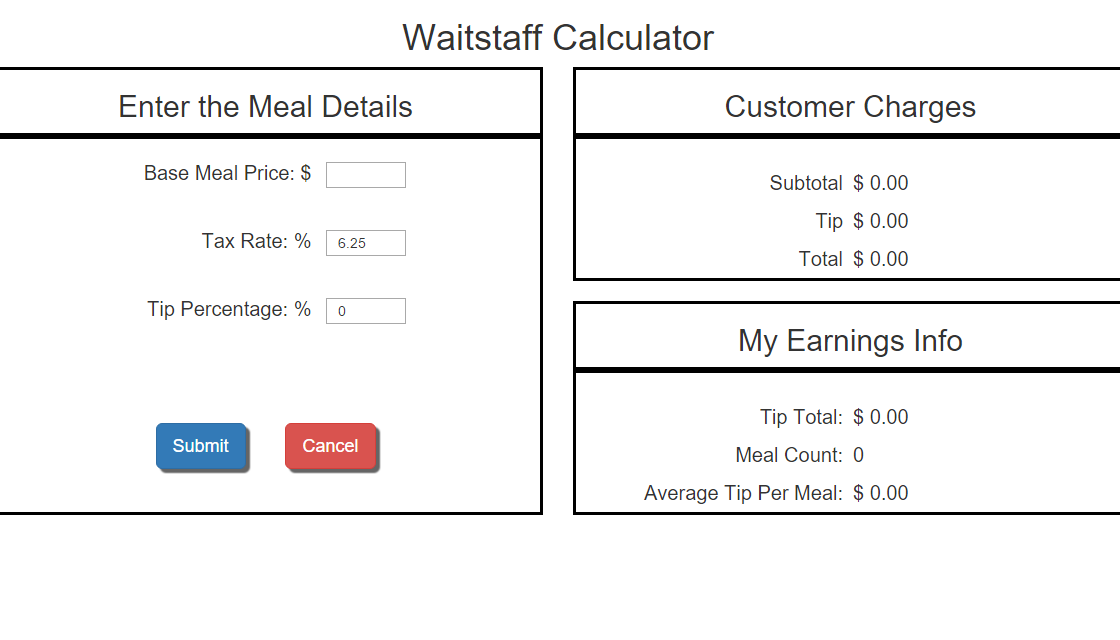 Waitstaff Calculator
Enter the Meal Details
Base Meal Price: $
Tax Rate: % 6.25
Tip Percentage: % 0
Submit Cancel
Customer Charges
Subtotal $ 0.00
Tip $ 0.00
Total $ 0.00
My Earnings Info
Tip Total: $ 0.00
Meal Count: 0
Average Tip Per Meal: $ 0.00